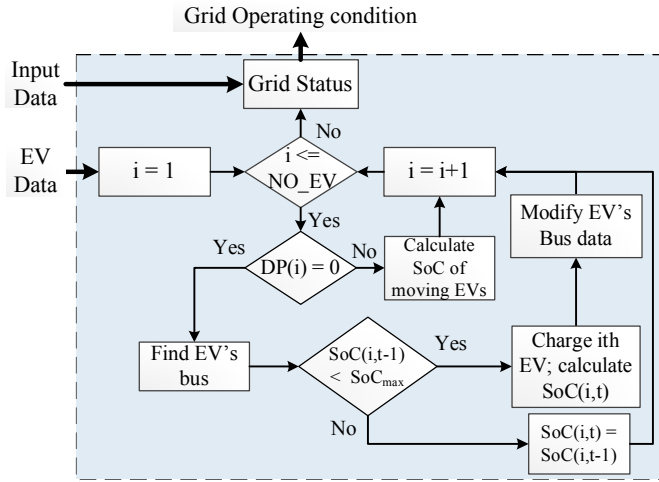 Grid Operating condition
Input
Data
Grid Status
No
EV
Data
i = 1
i <=
NO_EV
i = i+1
Yes
Modify EV's
Bus data
Yes
DP(i) = 0
No
Calculate
SoC of
moving EVs
Find EV's
bus
SoC(i,t-1)
< SoCmax
Yes
Charge ith
EV; calculate
SoC(i,t)
No
SoC(i,t) =
SoC(i,t-1)